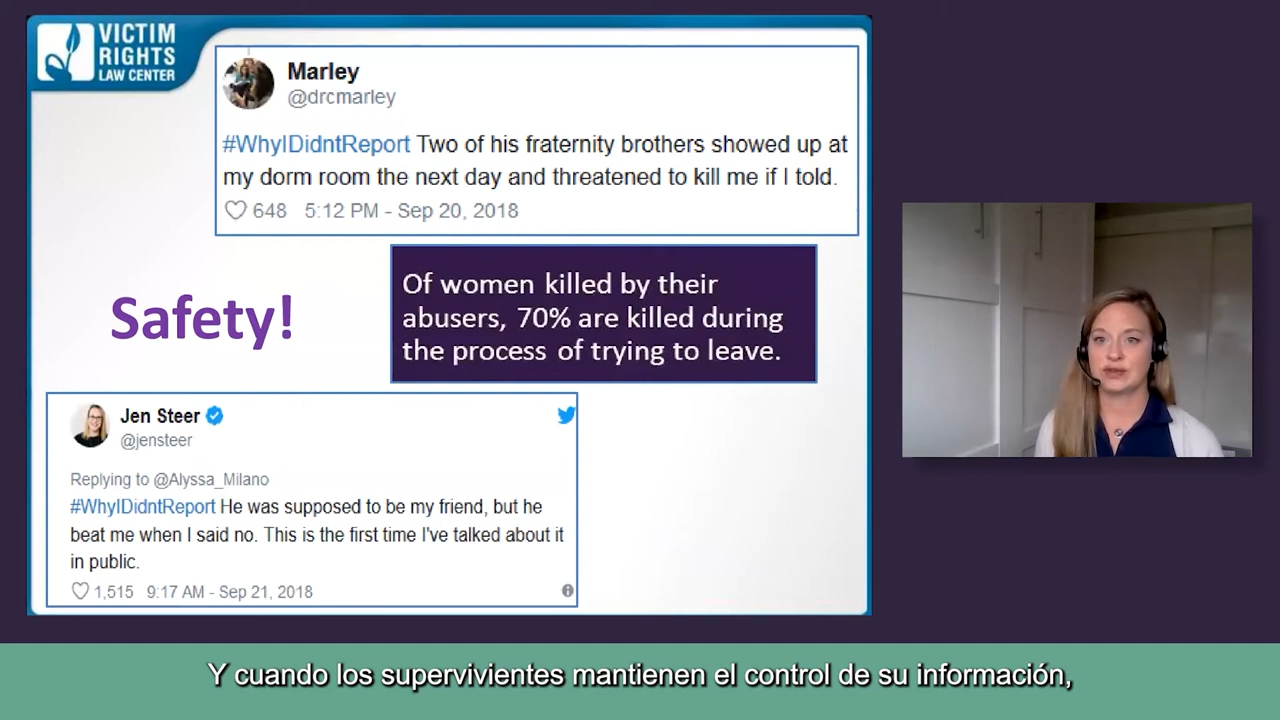 VICTIM
RIGHTS
LAW CENTER
Marley
@drcmarley
#WhyIDidntReport Two of his fraternity brothers showed up at
my dorm room the next day and threatened to kill me if I told.
648 5:12 PM - Sep 20, 2018
Safety!
Of women killed by their
abusers, 70% are killed during
the process of trying to leave.
Jen Steer
@jensteer
Replying to @Alyssa_Milano
#WhyIDidntReport He was supposed to be my friend, but he
beat me when I said no. This is the first time I've talked about it
in public.
1,515 9:17 AM - Sep 21, 2018
Y cuando los supervivientes mantienen el control de su información,